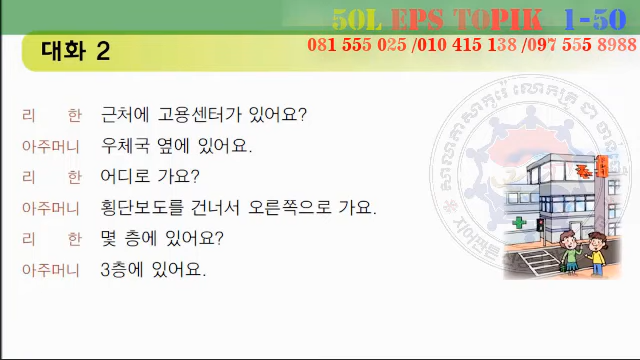 50L EPS TOPIK 1-50
081 555 025 /010 415 138 /097 555 8988
대화 2
리 한 근처에 고용센터가 있어요?
아주머니 우체국 옆에 있어요.
리 한 어디로 가요?
아주머니 횡단보도를 건너서 오른쪽으로 가요.
리 한 몇 층에 있어요?
아주머니 3층에 있어요.